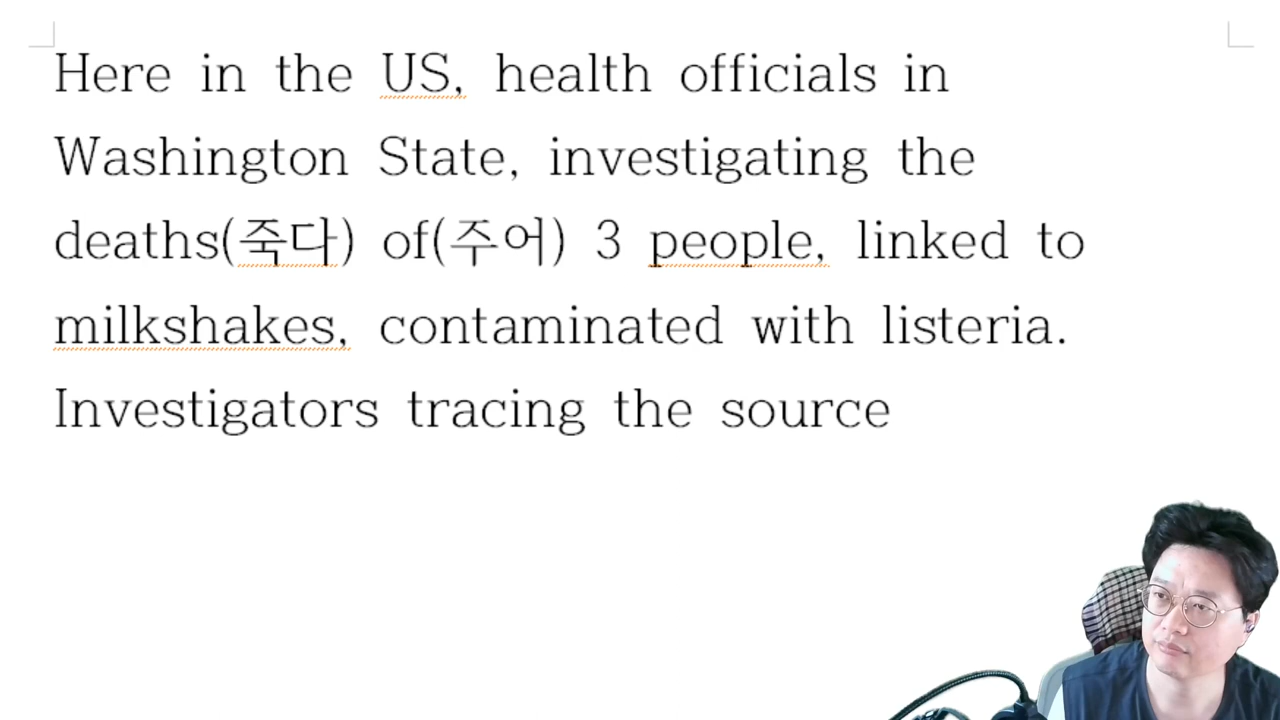 Here in the US, health officials in
Washington State, investigating the
deaths(죽다) of(주어) 3 people, linked to
milkshakes, contaminated with listeria.
Investigators tracing the source